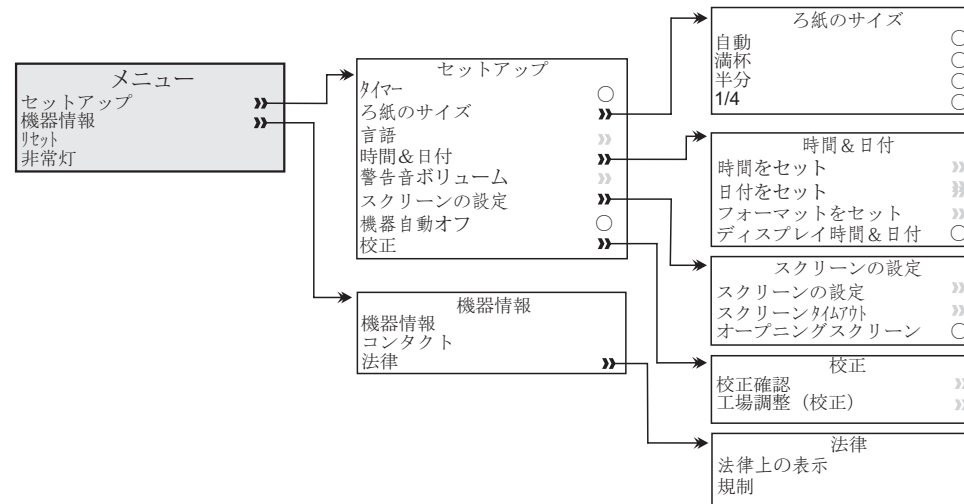 メニュー
セットアップ
機器情報
リセット
非常灯
セットアップ
タイマー
ろ紙のサイズ
言語
時間＆日付
警告音ボリューム
スクリーンの設定
機器自動オフ
校正
機器情報
機器情報
コンタクト
法律
ろ紙のサイズ
自動
満杯
半分
1/4
時間＆日付
時間をセット
日付をセット
フォーマットをセット
ディスプレイ時間＆日付
スクリーンの設定
スクリーンの設定
スクリーンタイムアウト
オープニングスクリーン
校正
校正確認
工場調整（校正）
法律
法律上の表示
規制